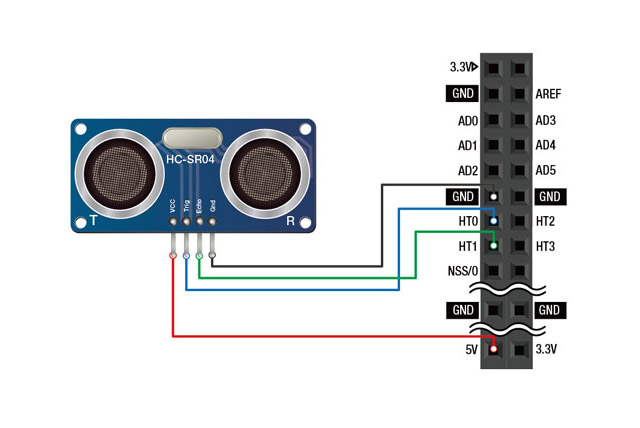 3.3V
GND
AREF
AD0
AD3
AD1
AD4
AD2
AD5
GND
GND
HT0
HT2
HT1
HT3
NSS/0
GND
GND
5V
3.3V
HC-SR04
T
R
VCC
Trig
Echo
Gnd